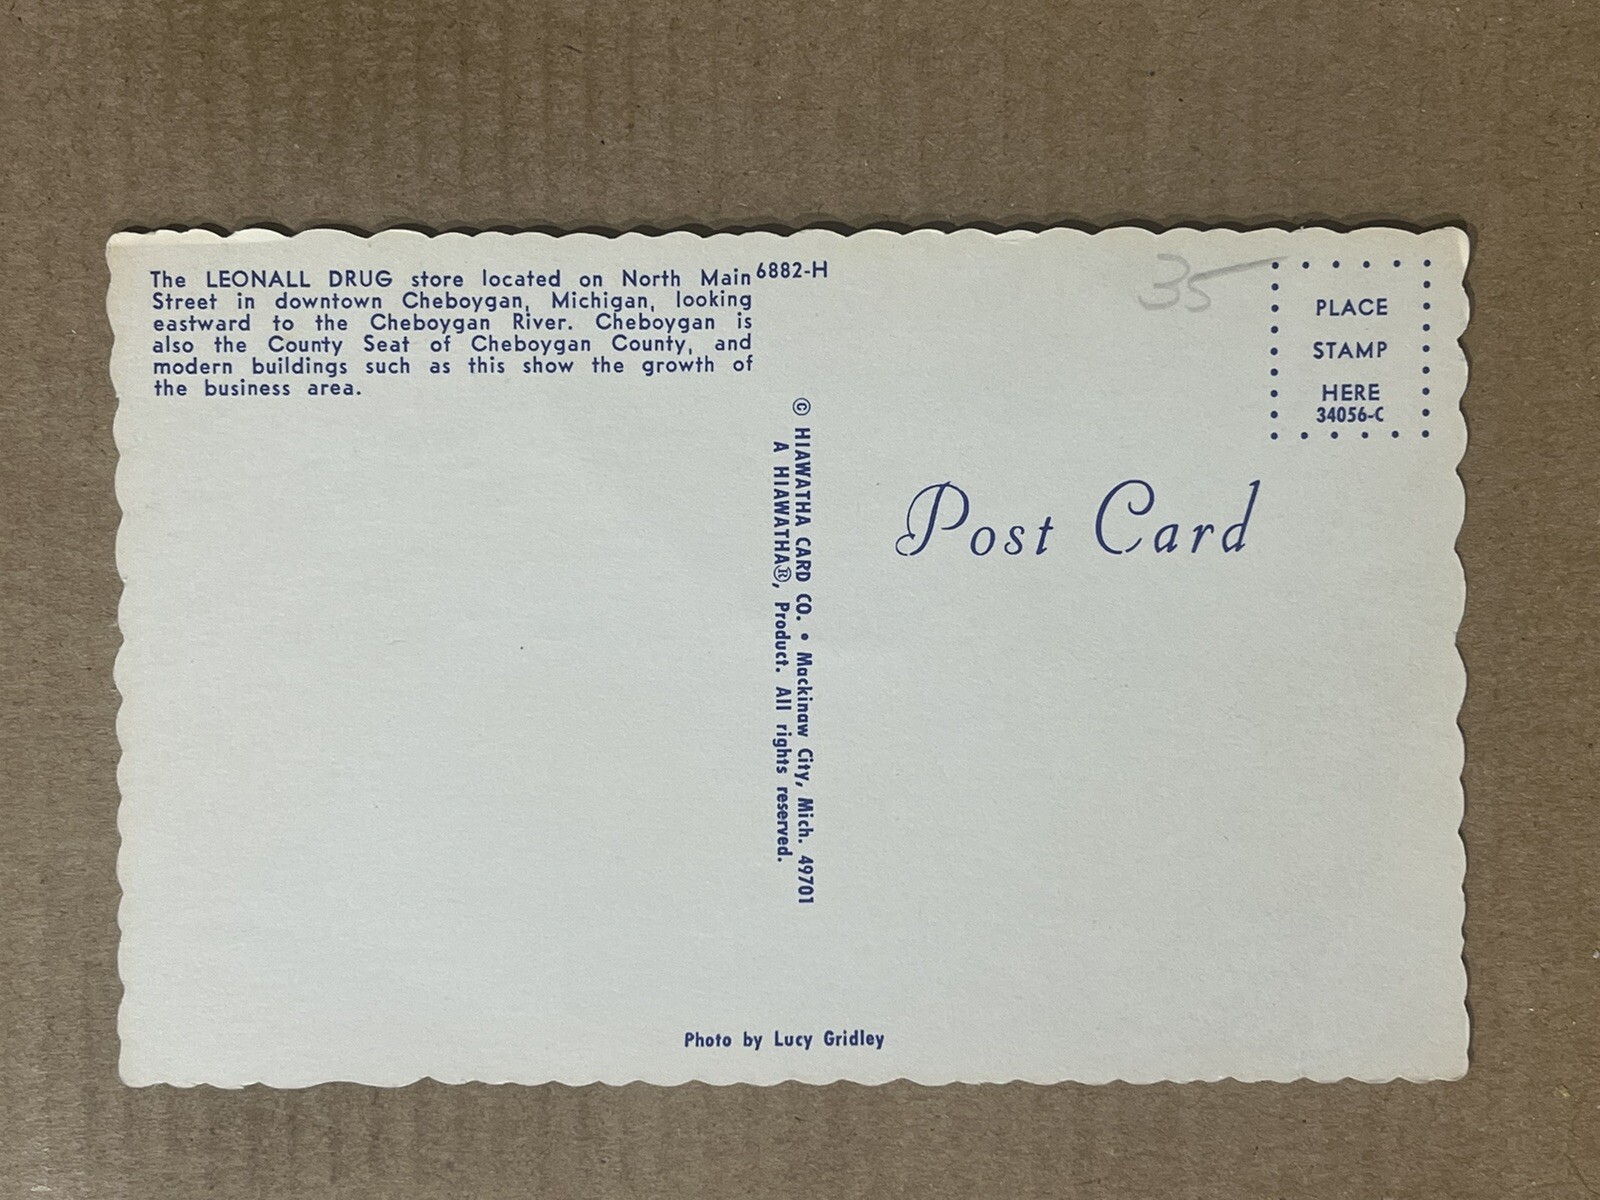 The LEONALL DRUG store located on North Main
Street in downtown Cheboygan, Michigan, looking
eastward to the Cheboygan River. Cheboygan is
also the County Seat of Cheboygan County, and
modern buildings such as this show the growth of
the business area.
6882-H
35
PLACE
STAMP
HERE
34056-C
Post Card
© HIAWATHA CARD CO. • Mackinaw City, Mich. 49701
A HIAWATHA®, Product. All rights reserved.
Photo by Lucy Gridley